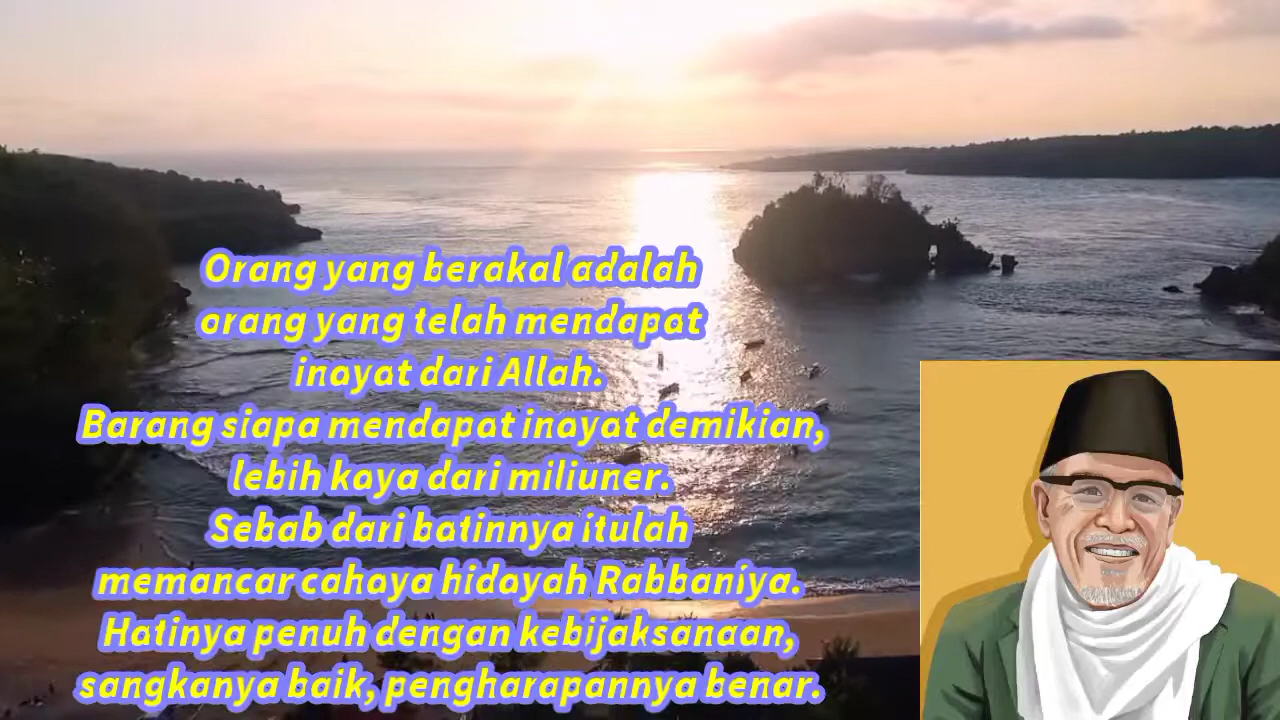 Orang yang berakal adalah
orang yang telah mendapat
inayat dari Allah.
Barang siapa mendapat inayat demikian,
lebih kaya dari miliuner.
Sebab dari batinnya itulah
memancar cahaya hidayah Rabbaniya.
Hatinya penuh dengan kebijaksanaan,
sangkanya baik, pengharapannya benar.